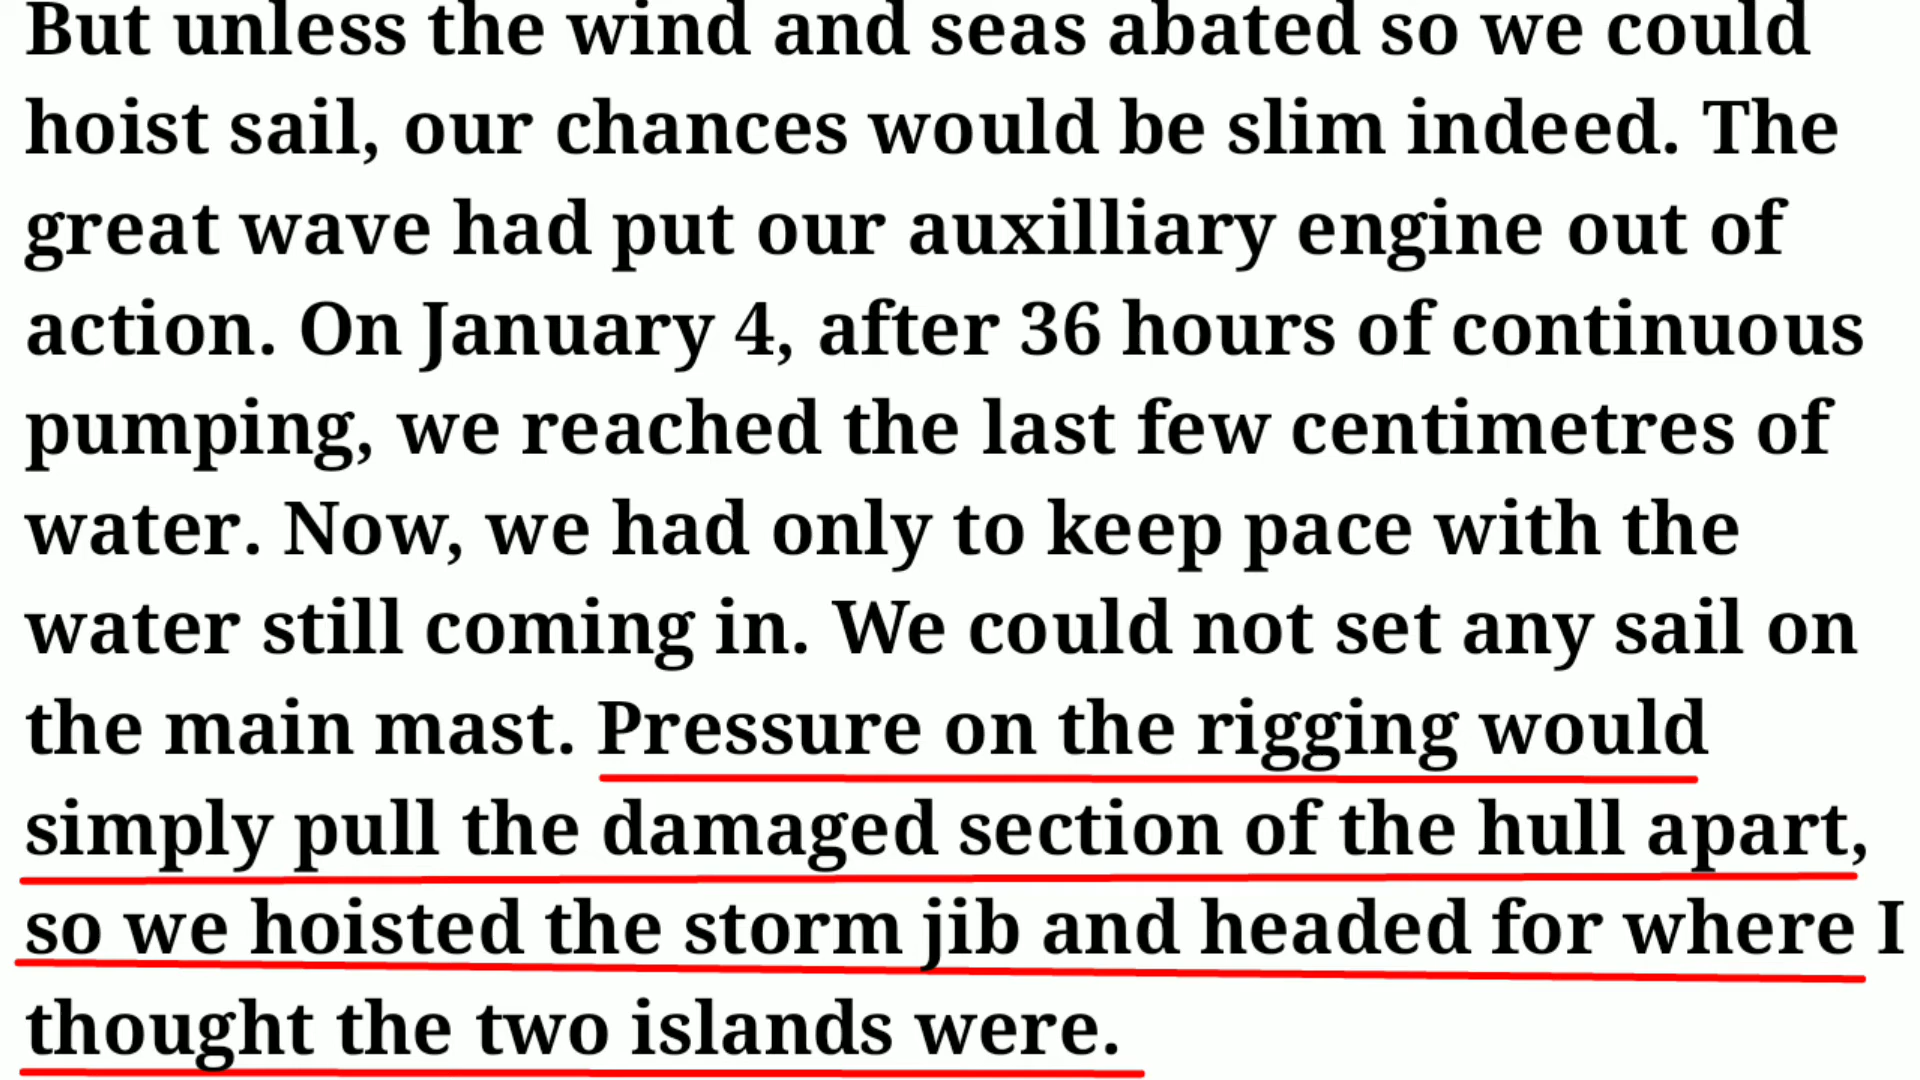 But unless the wind and seas abated so we could
hoist sail, our chances would be slim indeed. The
great wave had put our auxilliary engine out of
action. On January 4, after 36 hours of continuous
pumping, we reached the last few centimetres of
water. Now, we had only to keep pace with the
water still coming in. We could not set any sail on
the main mast. Pressure on the rigging would
simply pull the damaged section of the hull apart,
so we hoisted the storm jib and headed for where I
thought the two islands were.